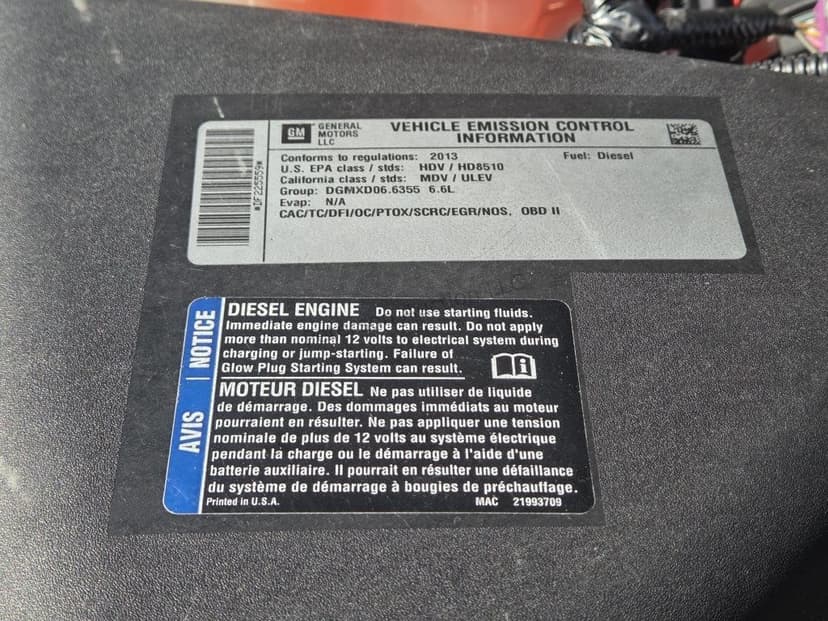 GM GENERAL MOTORS LLC
VEHICLE EMISSION CONTROL
INFORMATION
Conforms to regulations: 2013 Fuel: Diesel
U.S. EPA class / stds: HDV / HD8510
California class / stds: MDV / ULEV
Group: DGMXD06.6355 6.6L
Evap: N/A
CAC/TC/DFI/OC/PTOX/SCRC/EGR/NOS, OBD II
*DF225559*
NOTICE
DIESEL ENGINE Do not use starting fluids.
Immediate engine damage can result. Do not apply
more than nominal 12 volts to electrical system during
charging or jump-starting. Failure of
Glow Plug Starting System can result.
AVIS
MOTEUR DIESEL Ne pas utiliser de liquide
de démarrage. Des dommages immédiats au moteur
pourraient en résulter. Ne pas appliquer une tension
nominale de plus de 12 volts au système électrique
pendant la charge ou le démarrage à l'aide d'une
batterie auxiliaire. Il pourrait en résulter une défaillance
du système de démarrage à bougies de préchauffage.
Printed in U.S.A. MAC 21993709